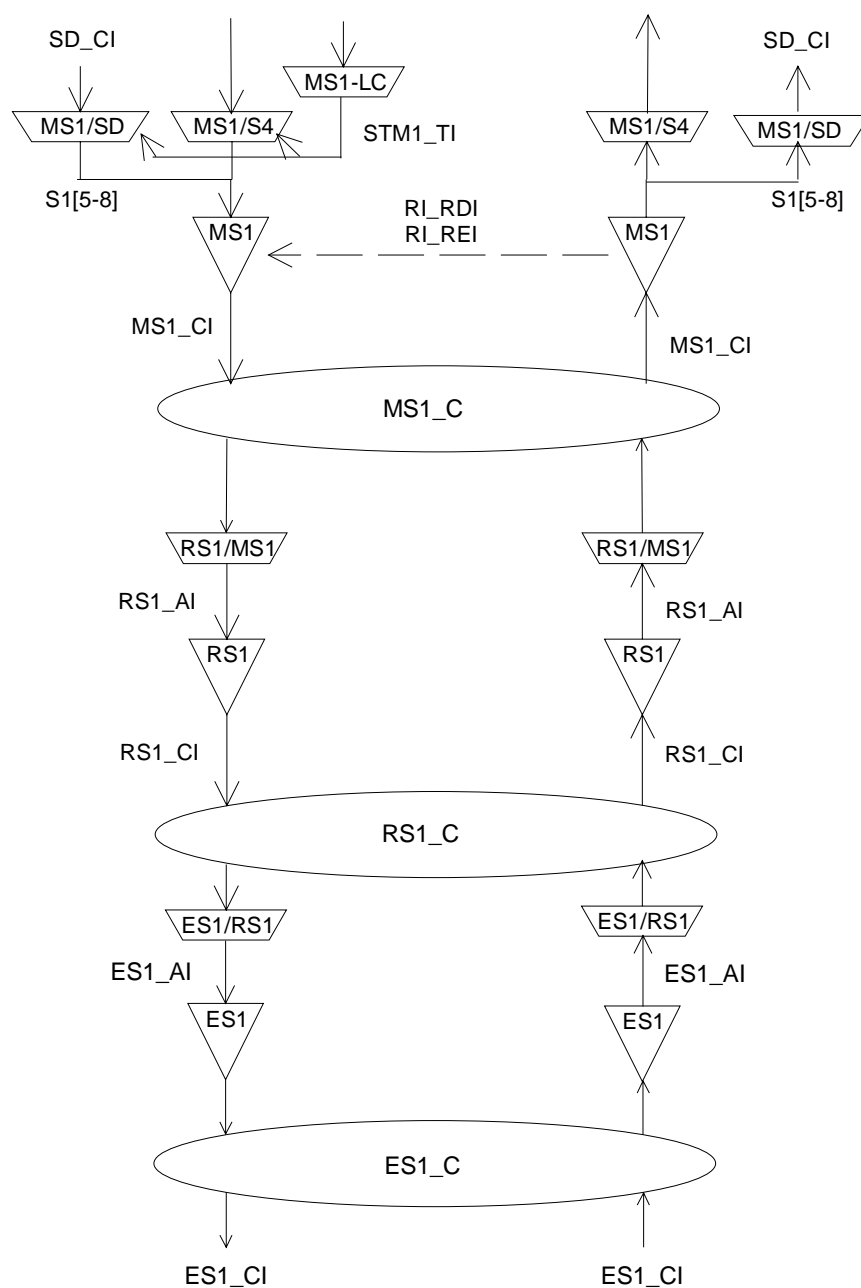 SD_CI
SD_CI
MS1-LC
MS1/SD
MS1/S4
STM1_TI
MS1/S4
MS1/SD
S1[5-8]
RI_RDI
RI_REI
S1[5-8]
MS1
MS1
MS1_CI
MS1_CI
MS1_C
RS1/MS1
RS1/MS1
RS1_AI
RS1_AI
RS1
RS1
RS1_CI
RS1_CI
RS1_C
ES1/RS1
ES1/RS1
ES1_AI
ES1_AI
ES1
ES1
ES1_C
ES1_CI
ES1_CI